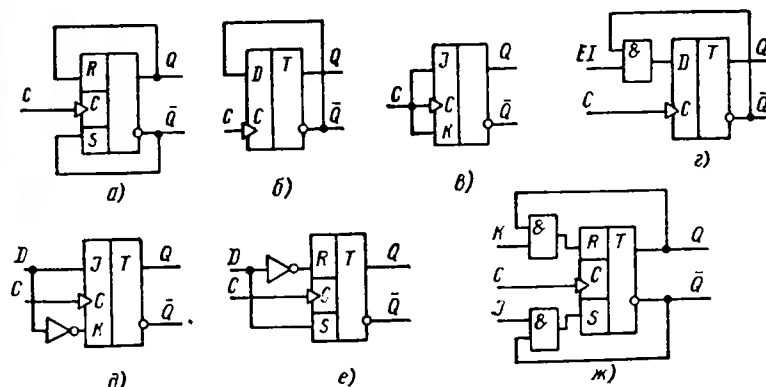 R Q
C C
S Q̄
а)
D T Q
C C Q̄
б)
J Q
C C
K Q̄
в)
EI & D T Q
C C Q̄
г)
D J T Q
C C
K Q̄
д)
D R T Q
C C
S Q̄
е)
K & R T Q
C C
J & S Q̄
ж)